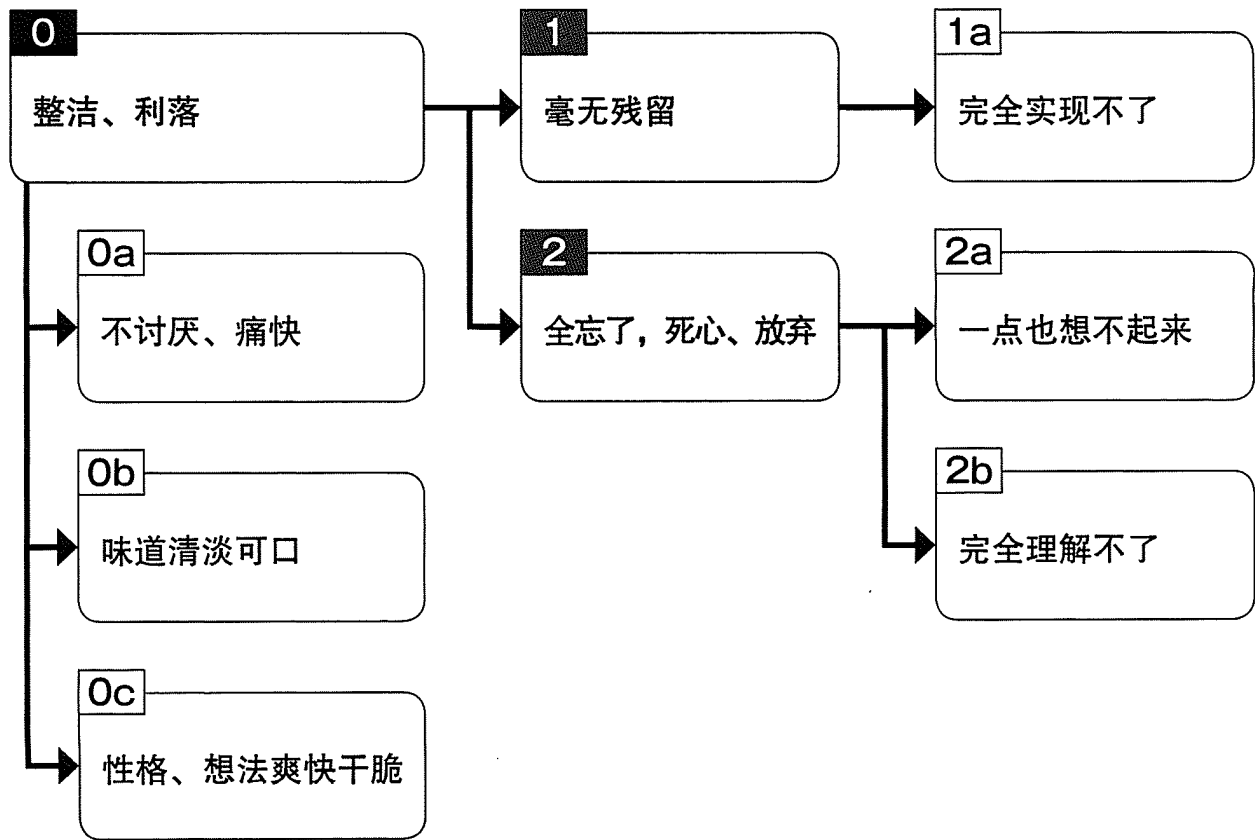 0
整洁、利落
1
毫无残留
1a
完全实现不了
0a
不讨厌、痛快
2
全忘了，死心、放弃
2a
一点也想不起来
0b
味道清淡可口
2b
完全理解不了
0c
性格、想法爽快干脆